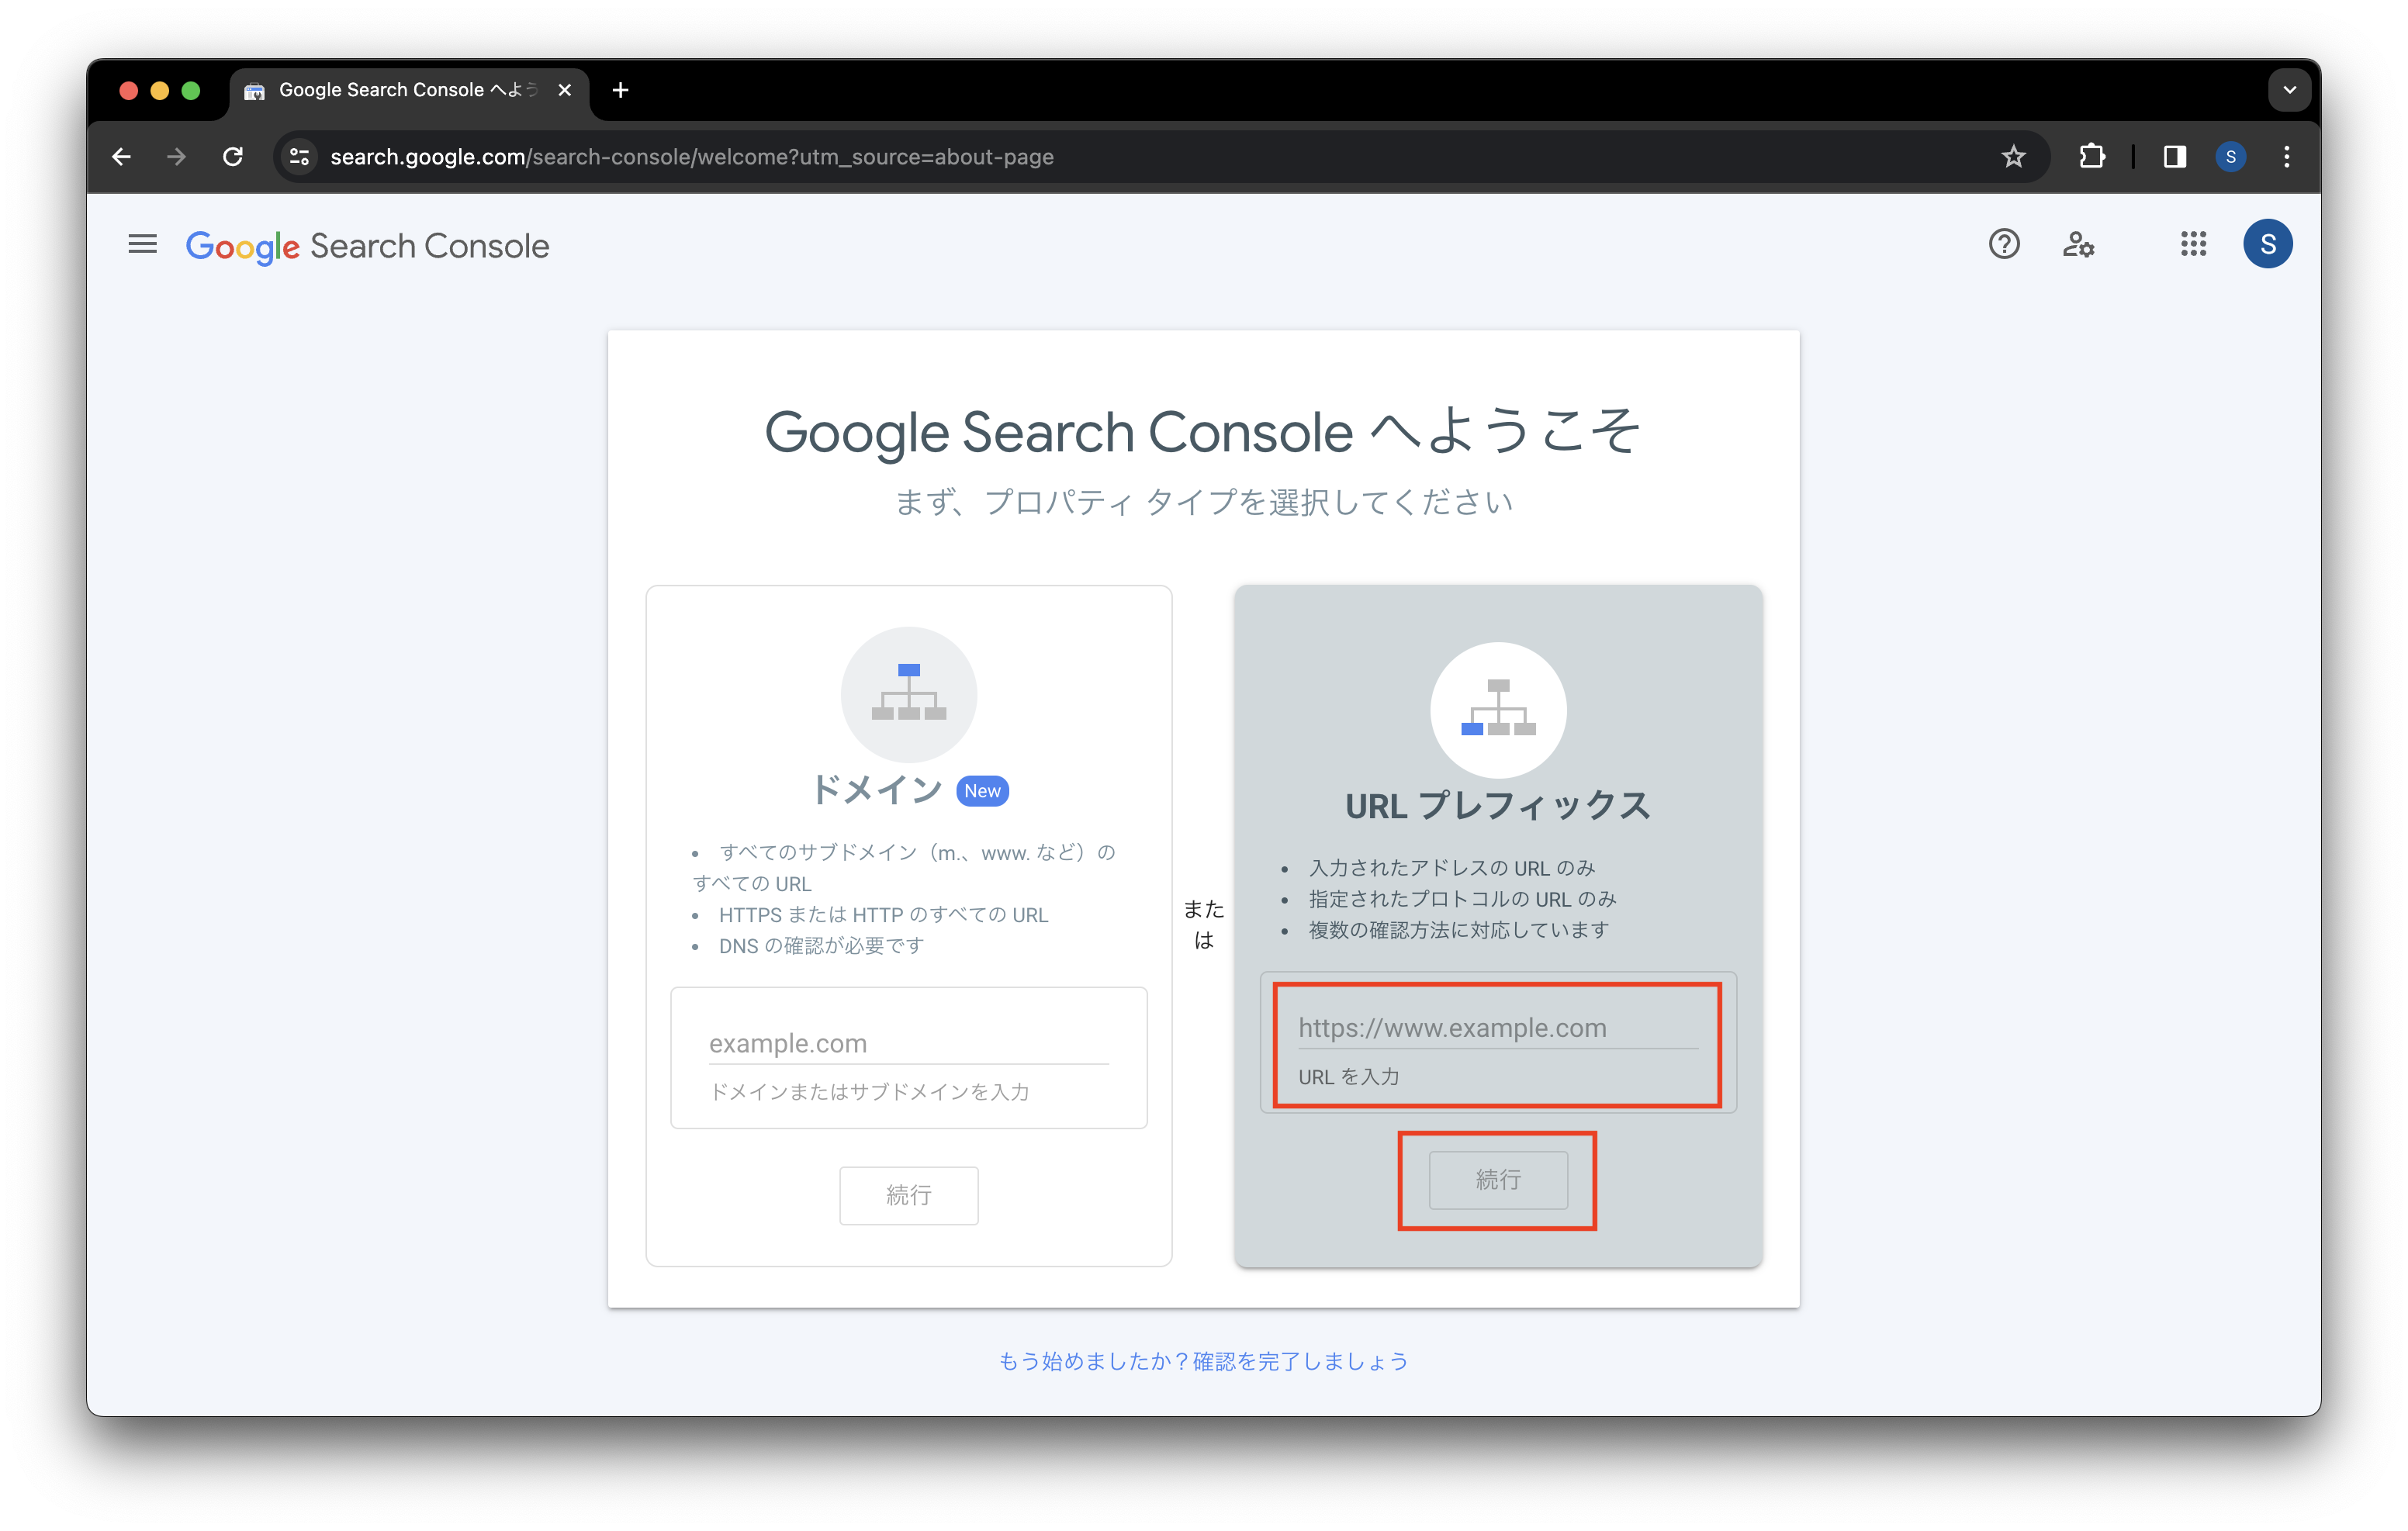 Google Search Console へよう
search.google.com/search-console/welcome?utm_source=about-page
S
Google Search Console
S
Google Search Console へようこそ
まず、プロパティ タイプを選択してください
ドメイン New
• すべてのサブドメイン（m.、www. など）の
すべての URL
• HTTPS または HTTP のすべての URL
• DNS の確認が必要です
example.com
ドメインまたはサブドメインを入力
続行
また
は
URL プレフィックス
• 入力されたアドレスの URL のみ
• 指定されたプロトコルの URL のみ
• 複数の確認方法に対応しています
https://www.example.com
URL を入力
続行
もう始めましたか？確認を完了しましょう